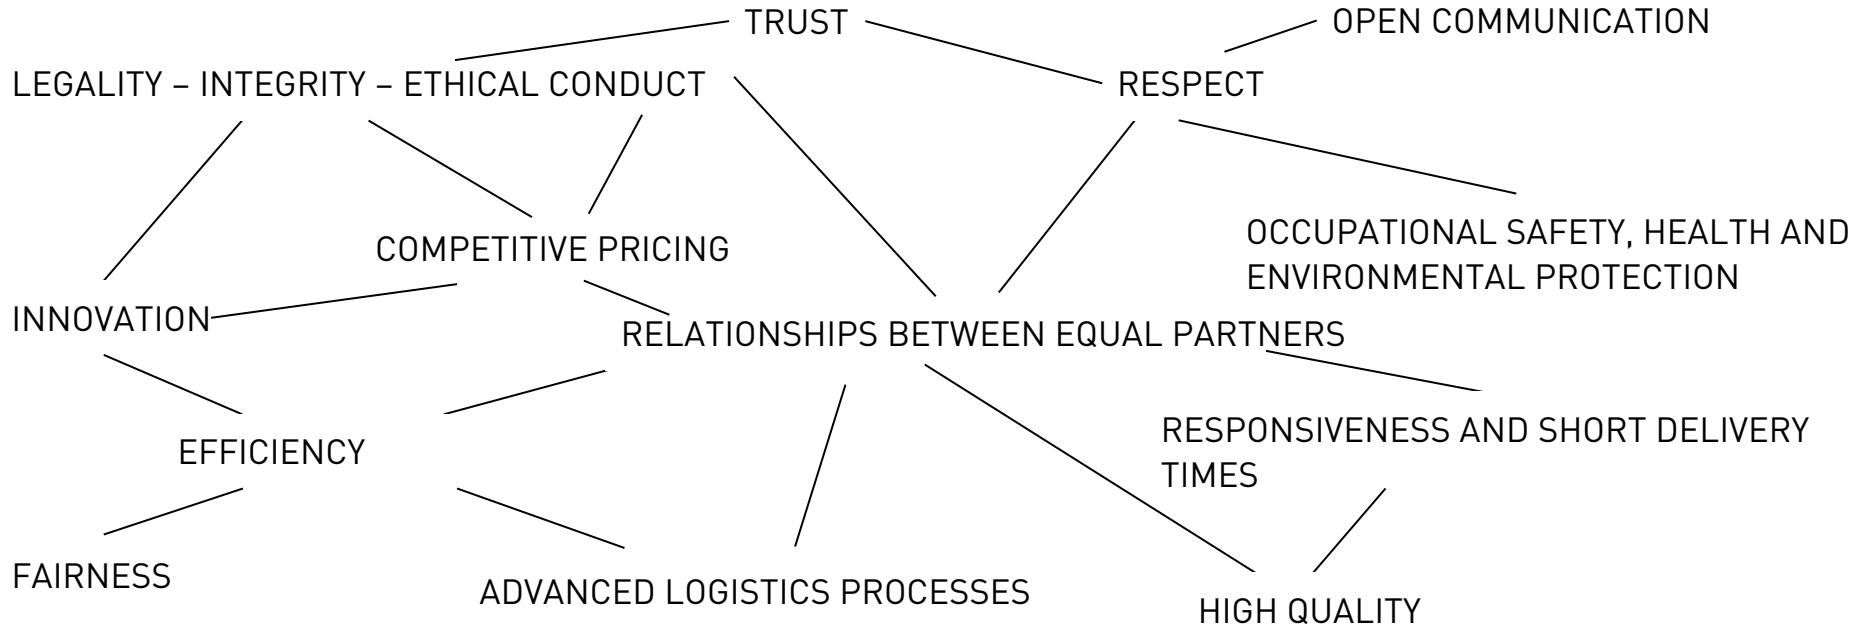 TRUST
OPEN COMMUNICATION
LEGALITY – INTEGRITY – ETHICAL CONDUCT
RESPECT
COMPETITIVE PRICING
OCCUPATIONAL SAFETY, HEALTH AND
ENVIRONMENTAL PROTECTION
INNOVATION
RELATIONSHIPS BETWEEN EQUAL PARTNERS
EFFICIENCY
RESPONSIVENESS AND SHORT DELIVERY
TIMES
FAIRNESS
ADVANCED LOGISTICS PROCESSES
HIGH QUALITY